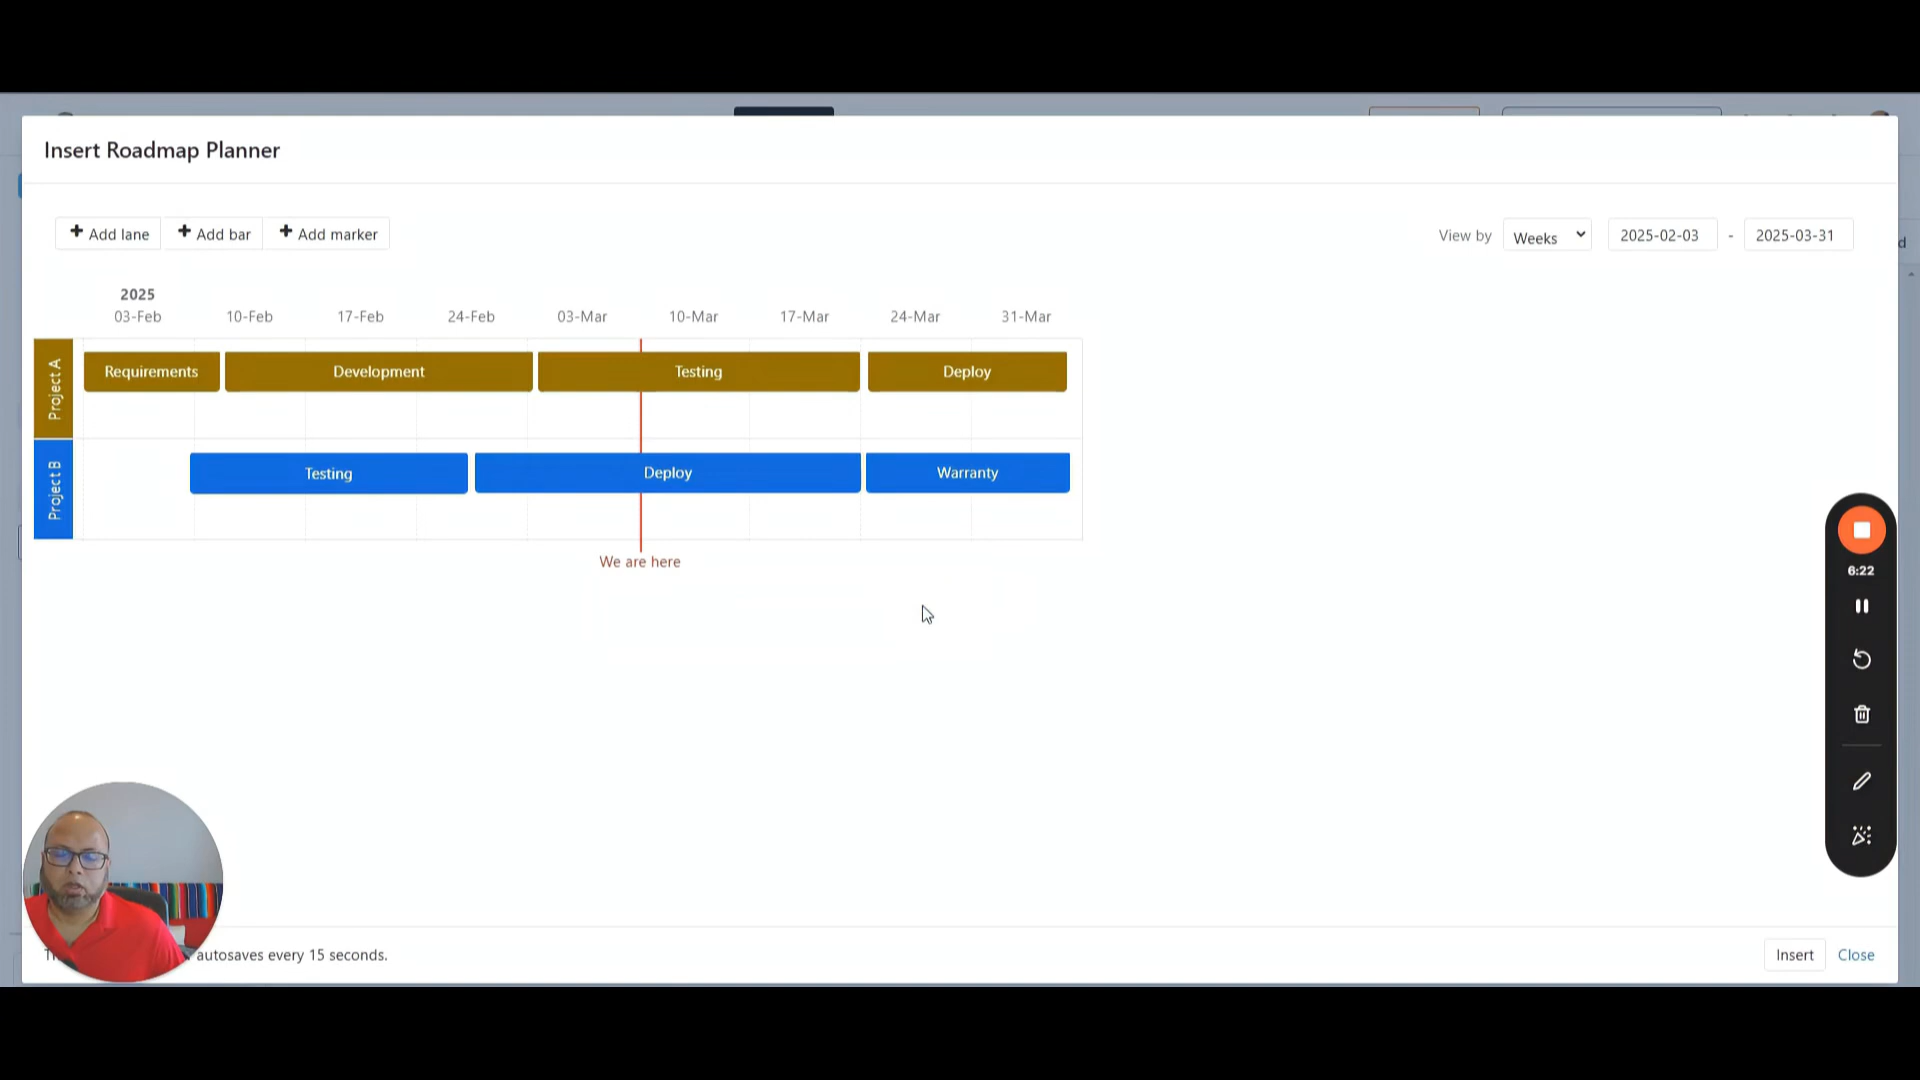 Insert Roadmap Planner
Add lane Add bar Add marker View by Weeks 2025-02-03 - 2025-03-31
2025
03-Feb 10-Feb 17-Feb 24-Feb 03-Mar 10-Mar 17-Mar 24-Mar 31-Mar
Project A
Requirements Development Testing Deploy
Project B
Testing Deploy Warranty
We are here
6:22
autosaves every 15 seconds.
Insert Close